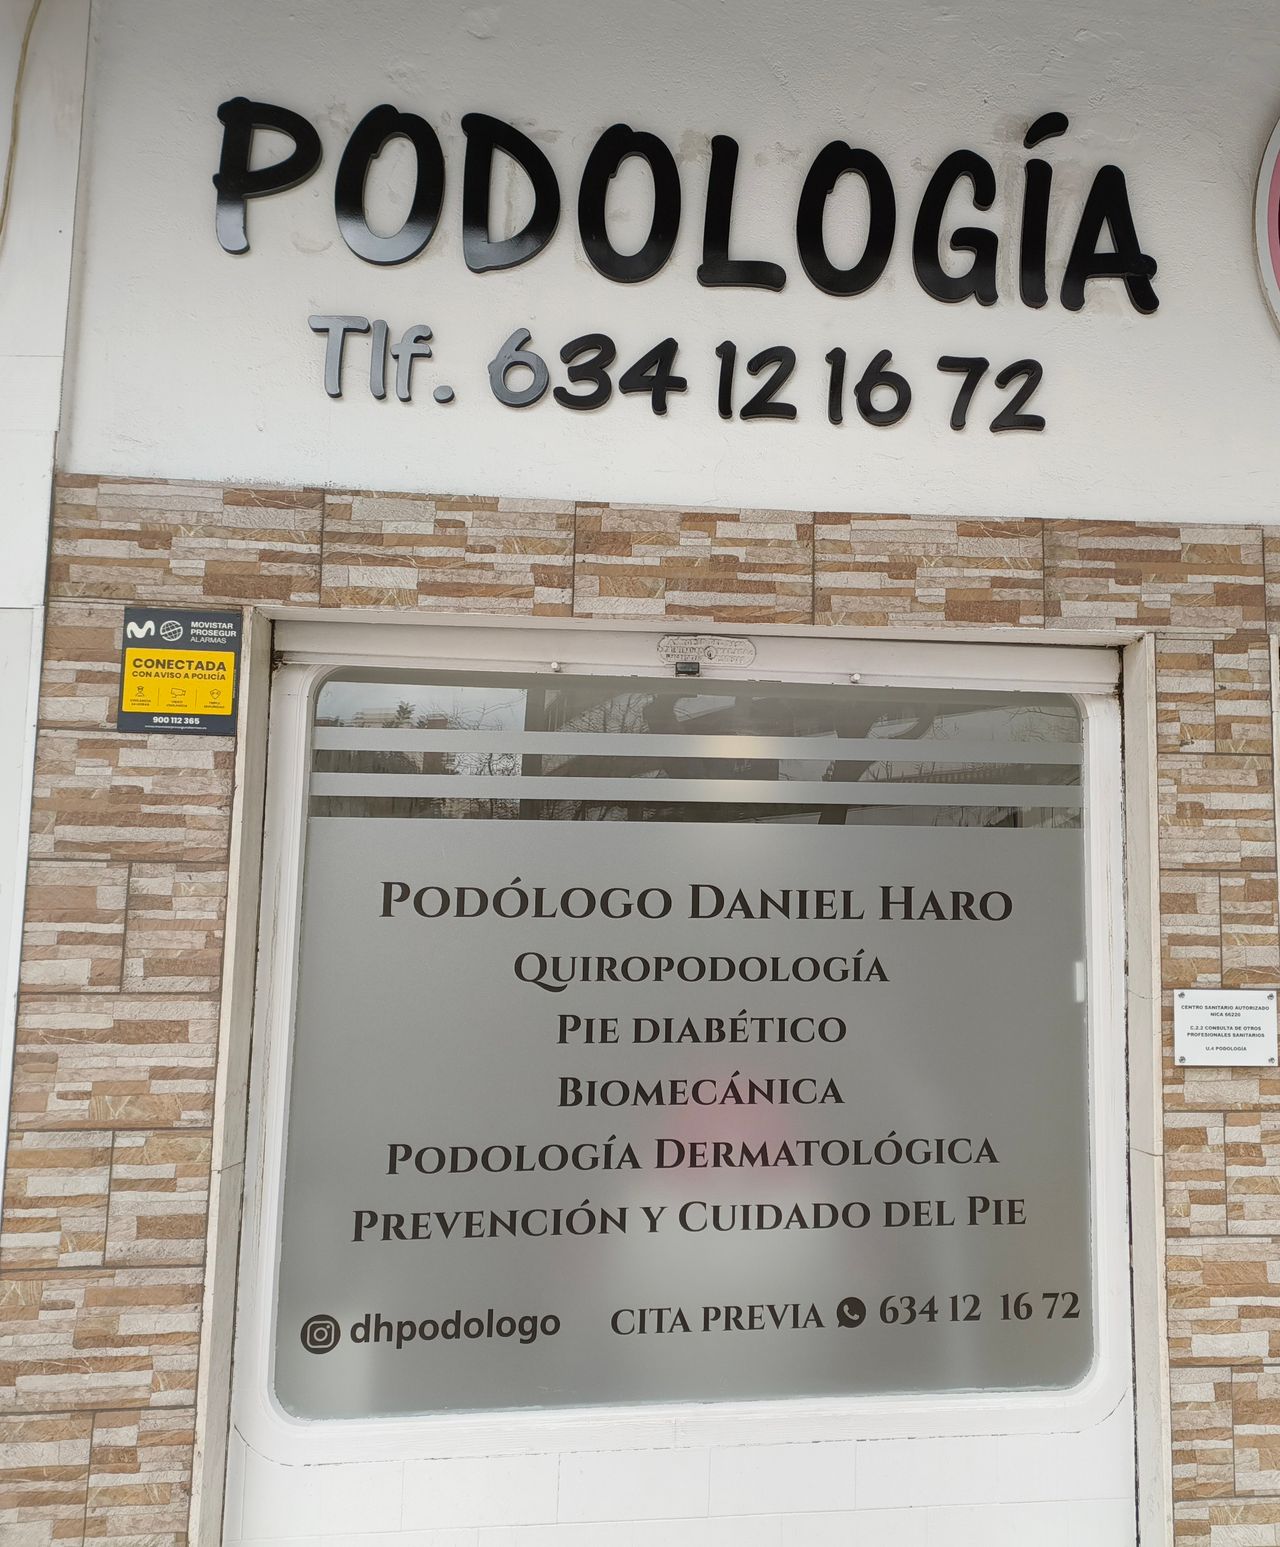 PODOLOGÍA
Tlf. 634 12 16 72
MOVISTAR
PROSEGUR
ALARMAS
CONECTADA
CON AVISO A POLICÍA
900 112 365
PODÓLOGO DANIEL HARO
QUIROPODOLOGÍA
PIE DIABÉTICO
BIOMECÁNICA
PODOLOGÍA DERMATOLÓGICA
PREVENCIÓN Y CUIDADO DEL PIE
dhpodologo
CITA PREVIA 634 12 16 72
CENTRO SANITARIO AUTORIZADO
NICA 66220
C.2.2 CONSULTA DE OTROS
PROFESIONALES SANITARIOS
U.4 PODOLOGÍA